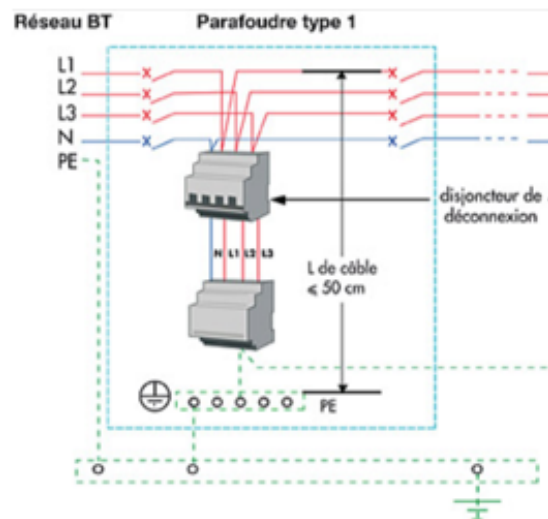 Réseau BT
Parafoudre type 1
L1
L2
L3
N
PE
disjoncteur de
déconnexion
N L1 L2 L3
L de câble
⩽ 50 cm
PE